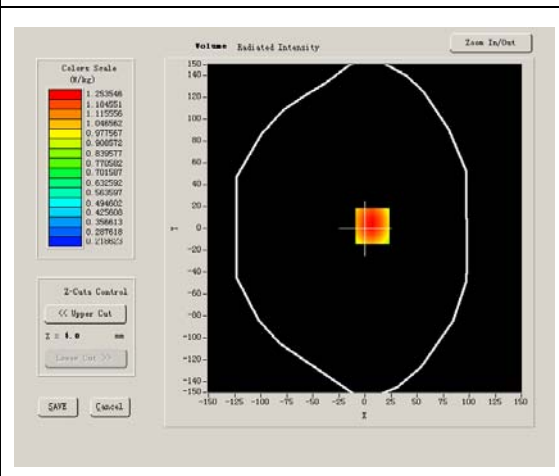 Volume Radiated Intensity
Zoom In/Out
Colors Scale
(W/kg)
1.253546
1.184551
1.115556
1.046562
0.977567
0.908572
0.839577
0.770582
0.701587
0.632592
0.563597
0.494602
0.425608
0.356613
0.287618
0.218623
150
140
120
100
80
60
40
20
0
-20
-40
-60
-80
-100
-120
-140
-150
Y
-150 -125 -100 -75 -50 -25 0 25 50 75 100 125 150
X
Z-Cuts Control
<< Upper Cut
Z = 4.0 mm
Lower Cut >>
SAVE
Cancel